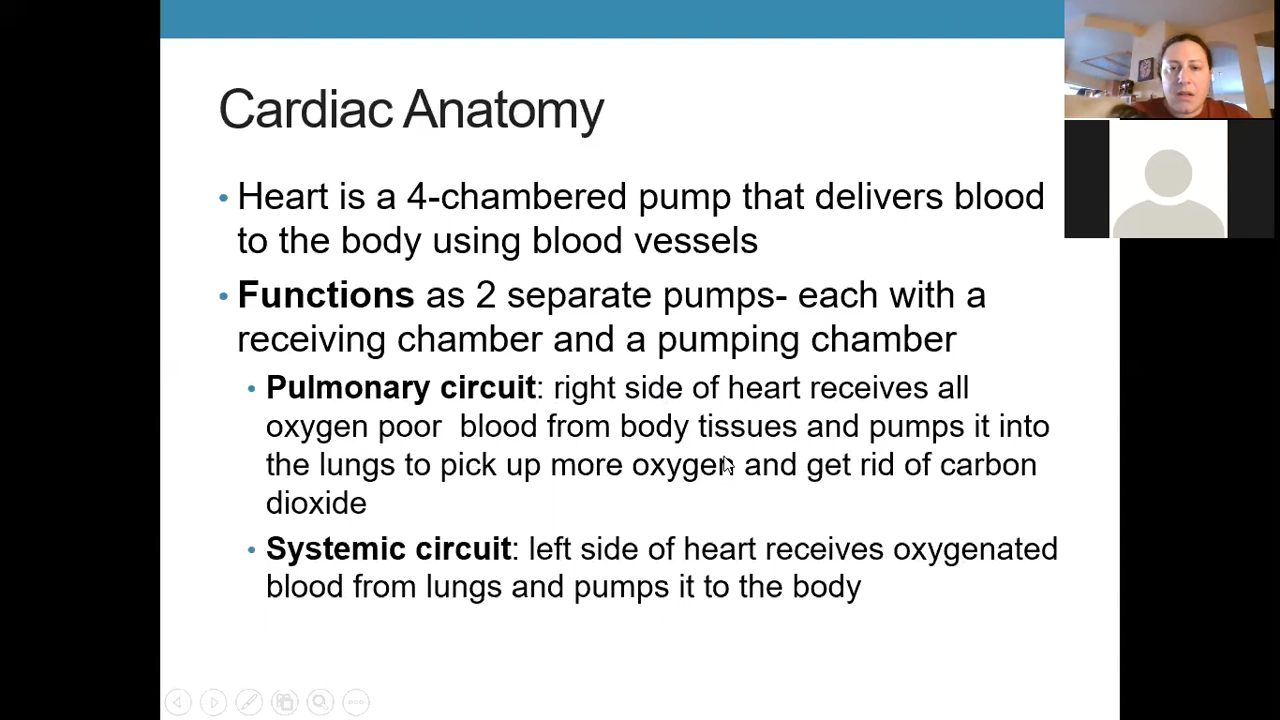 Cardiac Anatomy
• Heart is a 4-chambered pump that delivers blood
to the body using blood vessels
• Functions as 2 separate pumps- each with a
receiving chamber and a pumping chamber
• Pulmonary circuit: right side of heart receives all
oxygen poor  blood from body tissues and pumps it into
the lungs to pick up more oxygen and get rid of carbon
dioxide
• Systemic circuit: left side of heart receives oxygenated
blood from lungs and pumps it to the body